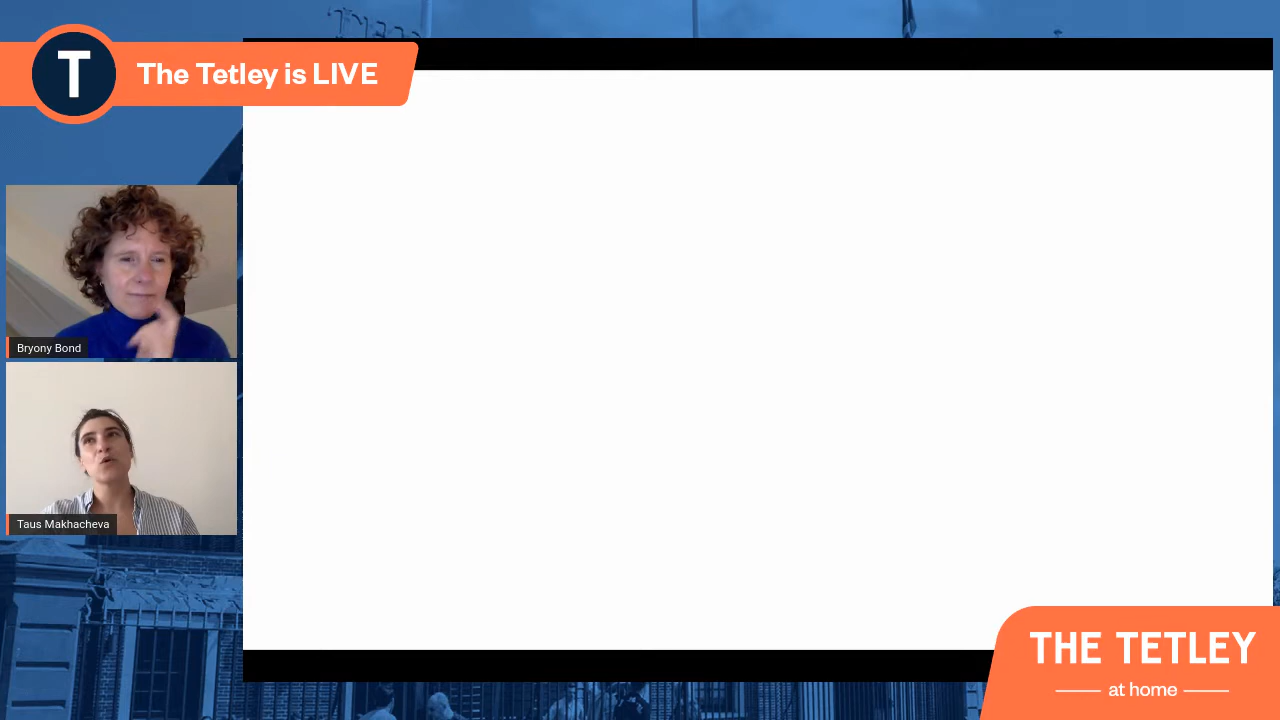 T
The Tetley is LIVE
Bryony Bond
Taus Makhacheva
THE TETLEY
at home